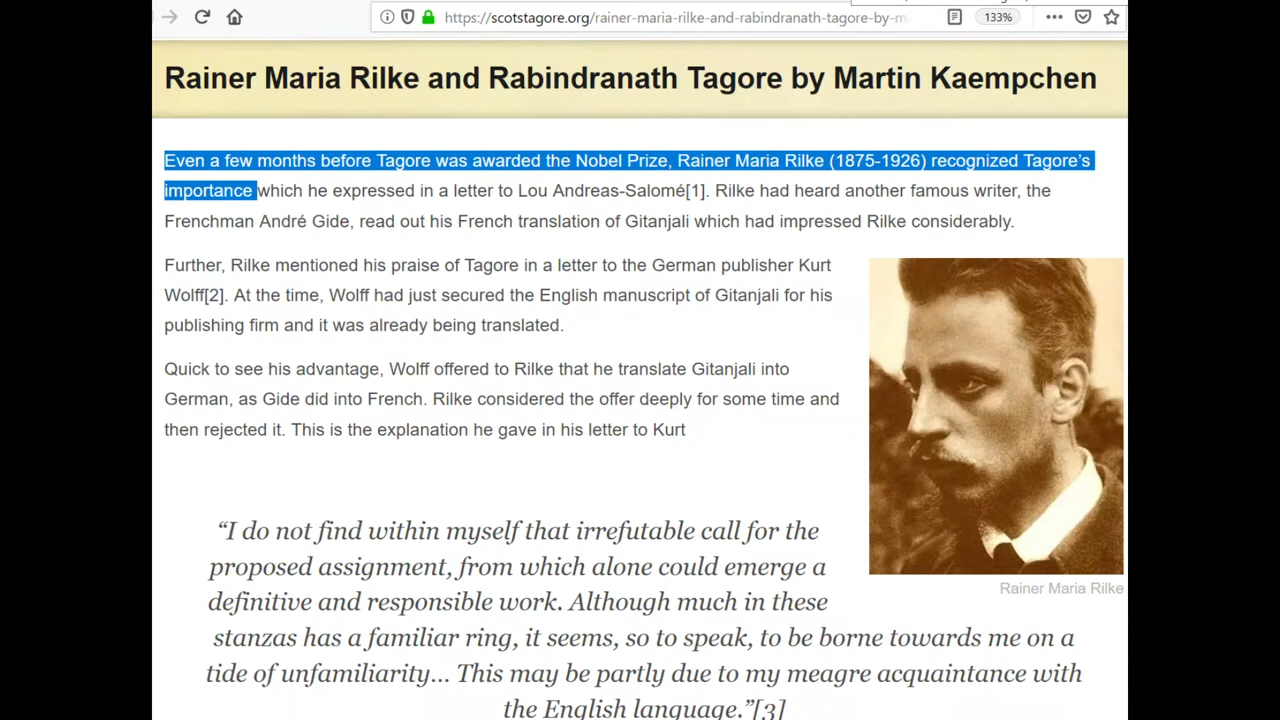 https://scotstagore.org/rainer-maria-rilke-and-rabindranath-tagore-by-m
133%
Rainer Maria Rilke and Rabindranath Tagore by Martin Kaempchen
Even a few months before Tagore was awarded the Nobel Prize, Rainer Maria Rilke (1875-1926) recognized Tagore’s
importance which he expressed in a letter to Lou Andreas-Salomé[1]. Rilke had heard another famous writer, the
Frenchman André Gide, read out his French translation of Gitanjali which had impressed Rilke considerably.
Further, Rilke mentioned his praise of Tagore in a letter to the German publisher Kurt
Wolff[2]. At the time, Wolff had just secured the English manuscript of Gitanjali for his
publishing firm and it was already being translated.
Quick to see his advantage, Wolff offered to Rilke that he translate Gitanjali into
German, as Gide did into French. Rilke considered the offer deeply for some time and
then rejected it. This is the explanation he gave in his letter to Kurt
Rainer Maria Rilke
“I do not find within myself that irrefutable call for the
proposed assignment, from which alone could emerge a
definitive and responsible work. Although much in these
stanzas has a familiar ring, it seems, so to speak, to be borne towards me on a
tide of unfamiliarity… This may be partly due to my meagre acquaintance with
the English language.”[3]